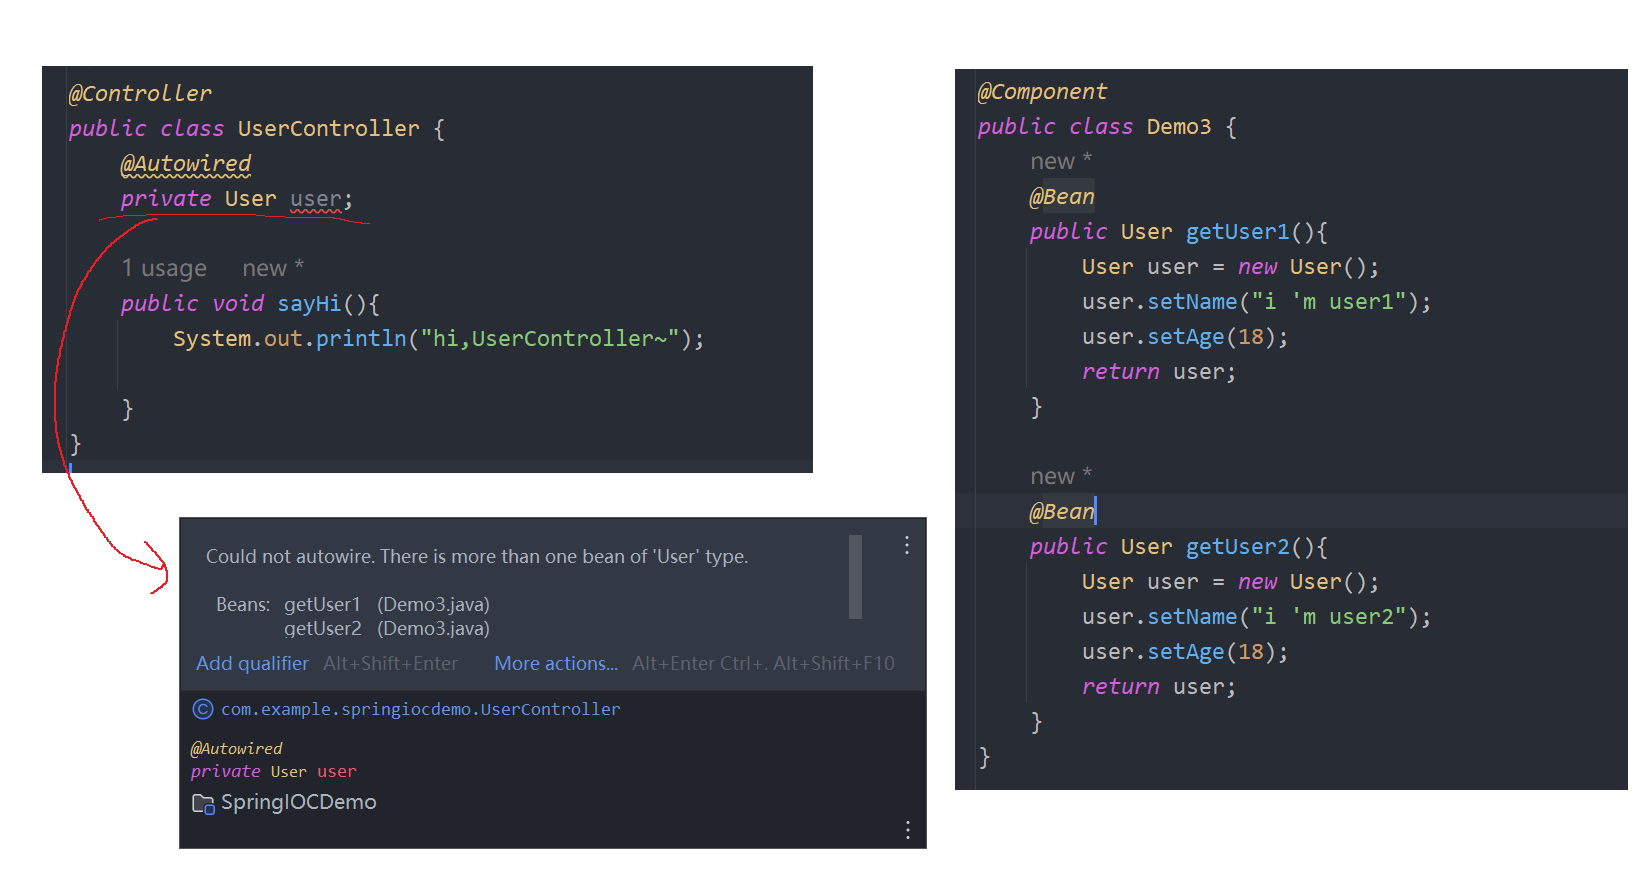 @Controller
public class UserController {
@Autowired
private User user;
1 usage new *
public void sayHi(){
System.out.println("hi,UserController~");
}
}
Could not autowire. There is more than one bean of 'User' type.
Beans: getUser1 (Demo3.java)
getUser2 (Demo3.java)
Add qualifier Alt+Shift+Enter More actions... Alt+Enter Ctrl+. Alt+Shift+F10
com.example.springiocdemo.UserController
@Autowired
private User user
SpringIOCDemo
@Component
public class Demo3 {
new *
@Bean
public User getUser1(){
User user = new User();
user.setName("i 'm user1");
user.setAge(18);
return user;
}
new *
@Bean
public User getUser2(){
User user = new User();
user.setName("i 'm user2");
user.setAge(18);
return user;
}
}